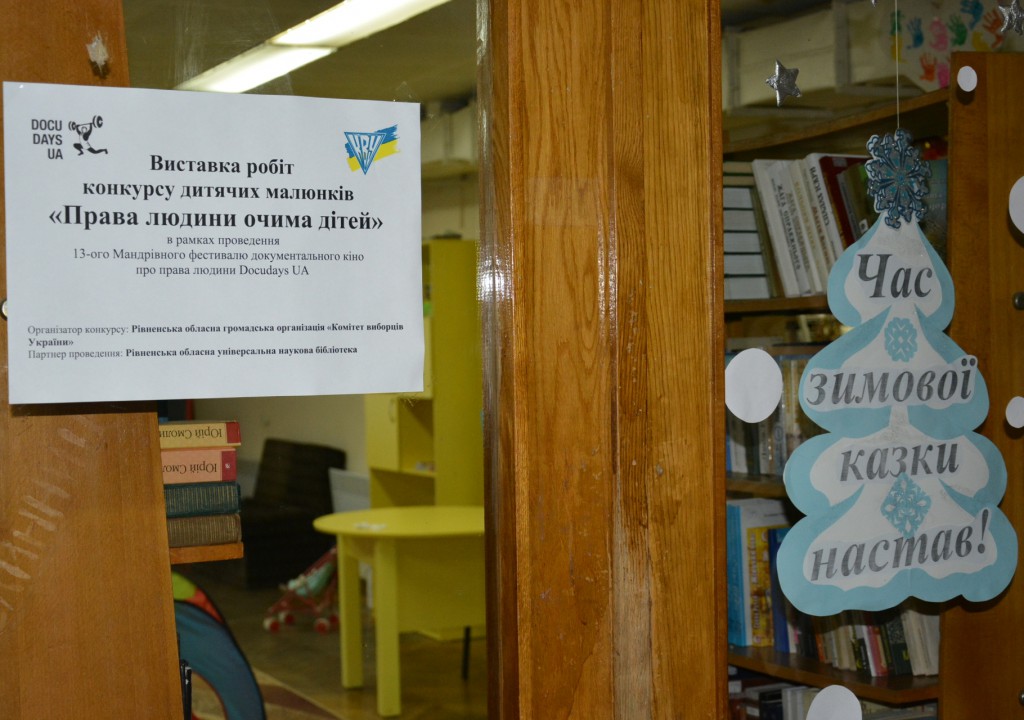 DOCU
DAYS
UA
КВУ
Виставка робіт
конкурсу дитячих малюнків
«Права людини очима дітей»
в рамках проведення
13-ого Мандрівного фестивалю документального кіно
про права людини Docudays UA
Організатор конкурсу: Рівненська обласна громадська організація «Комітет виборців
України»
Партнер проведення: Рівненська обласна універсальна наукова бібліотека
Юрій Смолич
Юрій
Час
зимової
казки
настав!